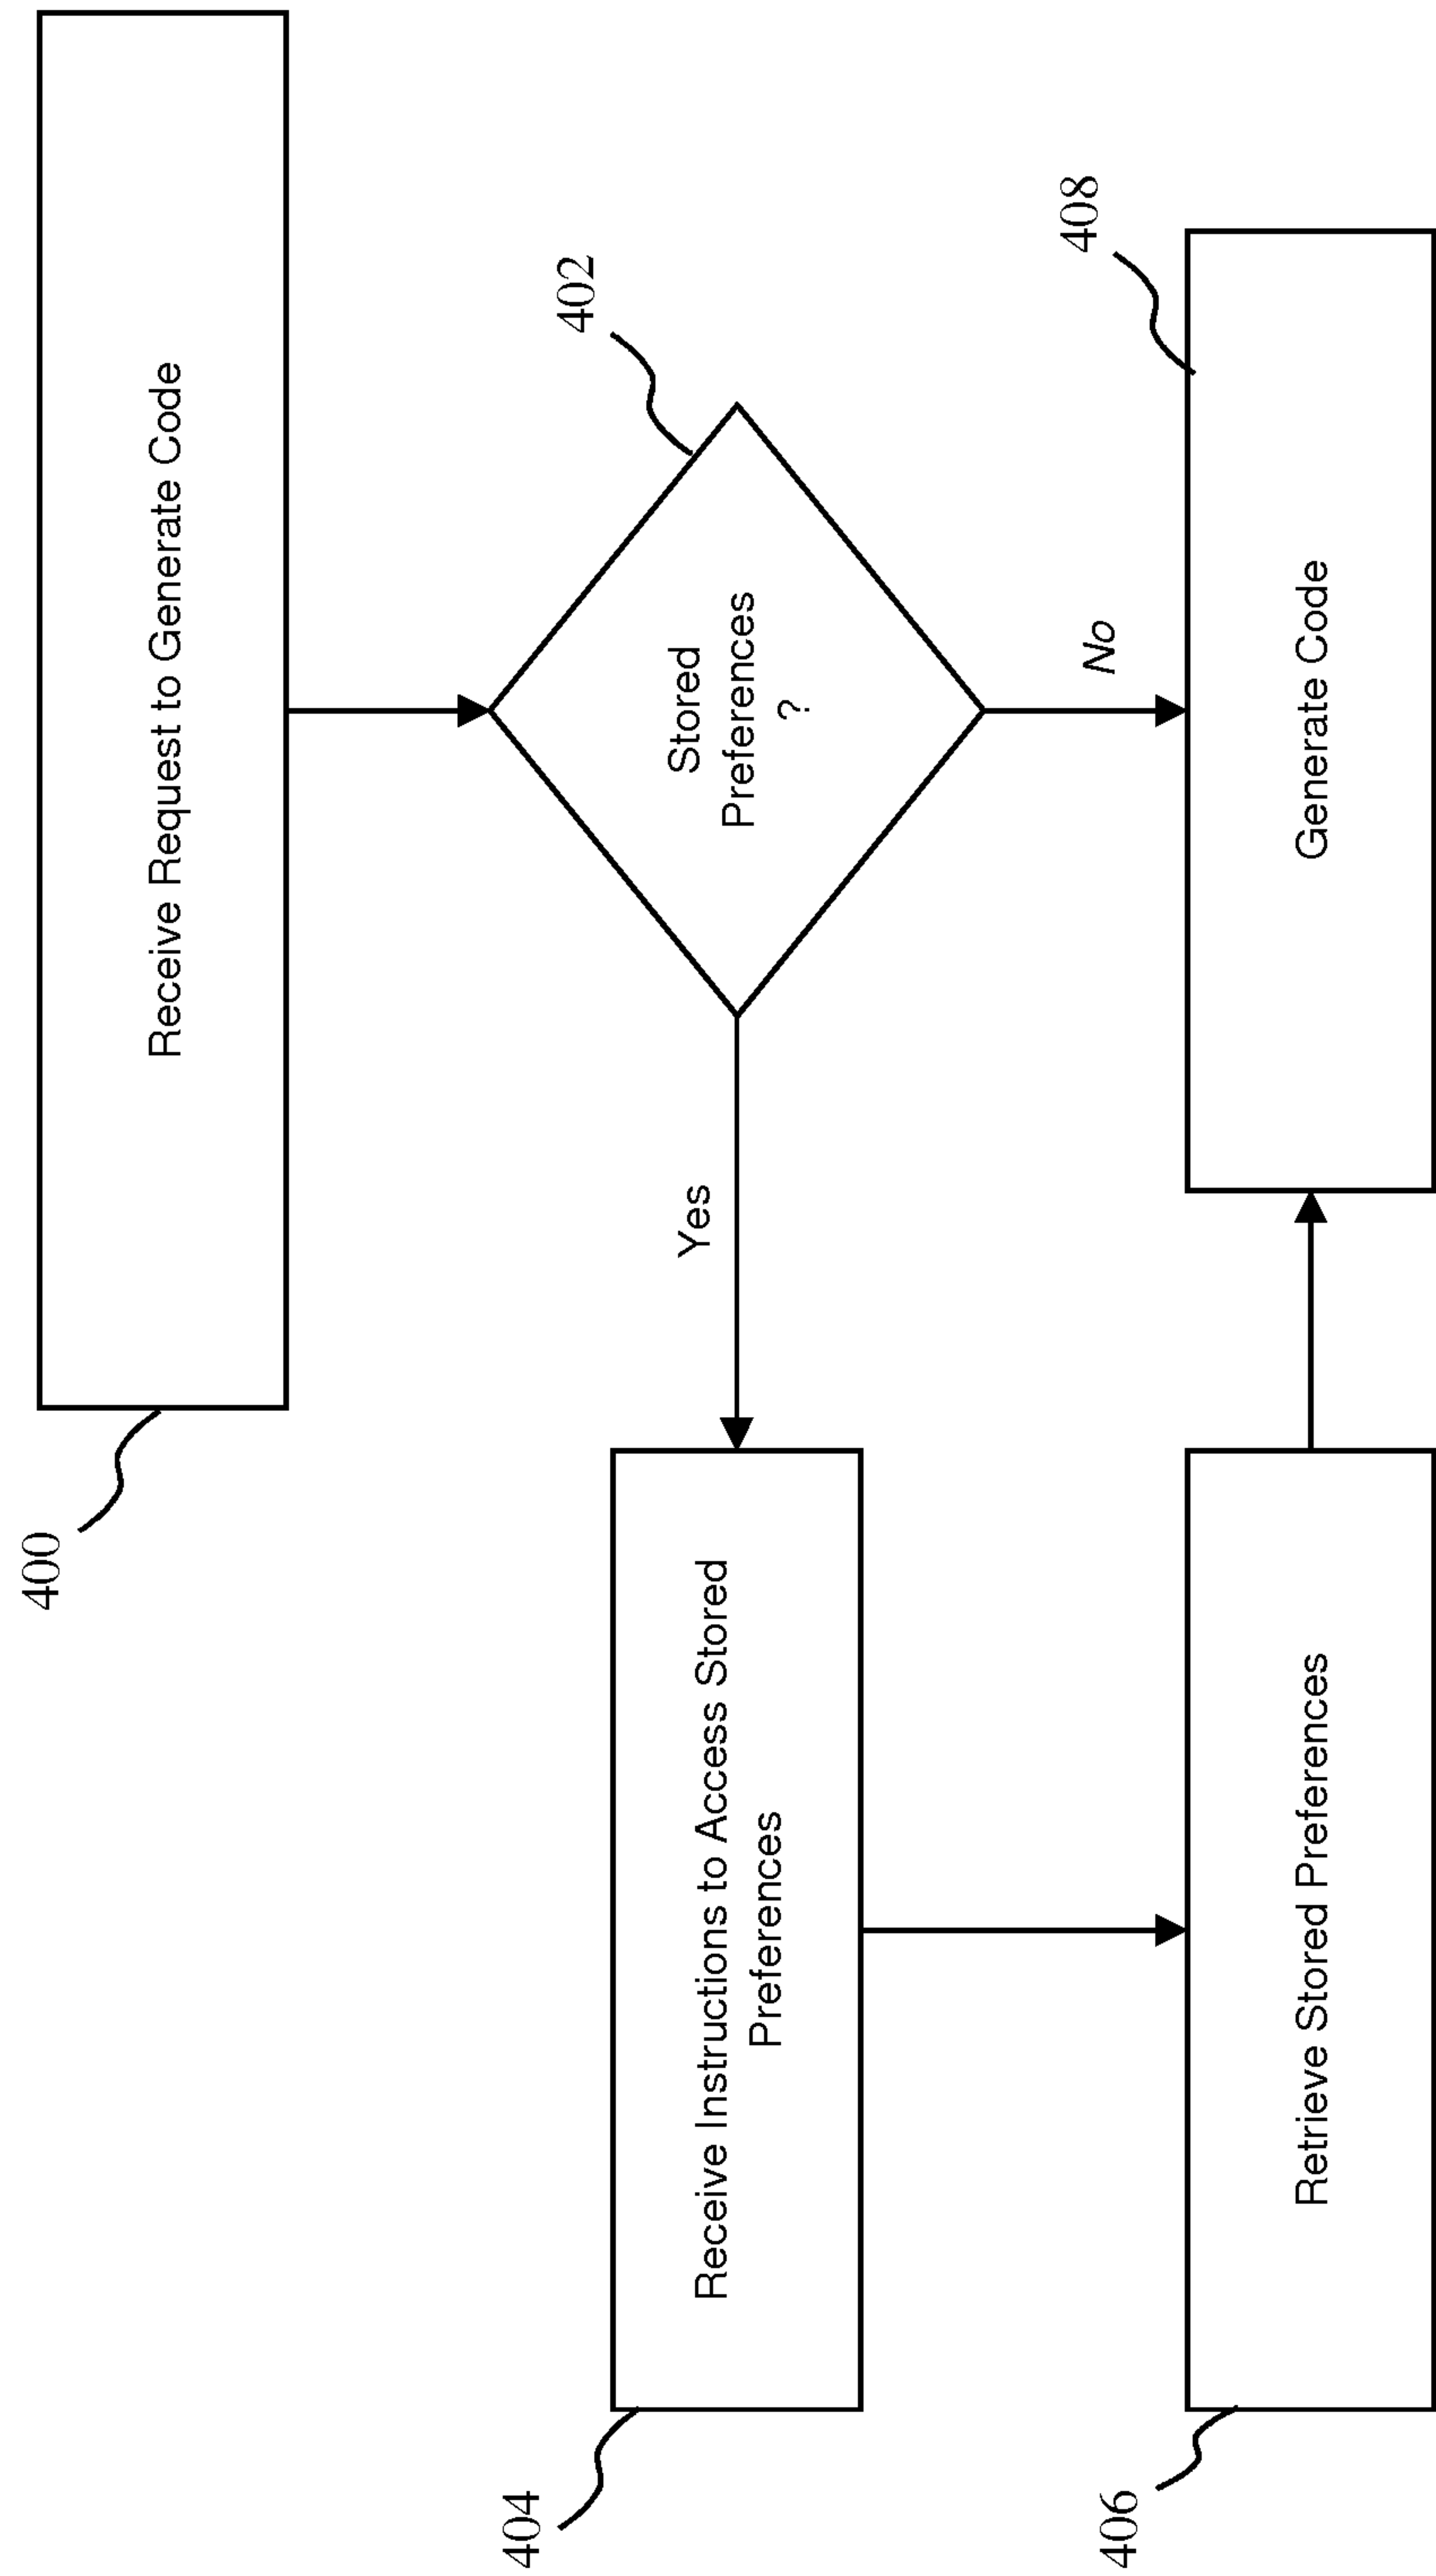 400
Receive Request to Generate Code
402
Stored
Preferences
?
Yes
No
404
Receive Instructions to Access Stored
Preferences
406
Retrieve Stored Preferences
408
Generate Code